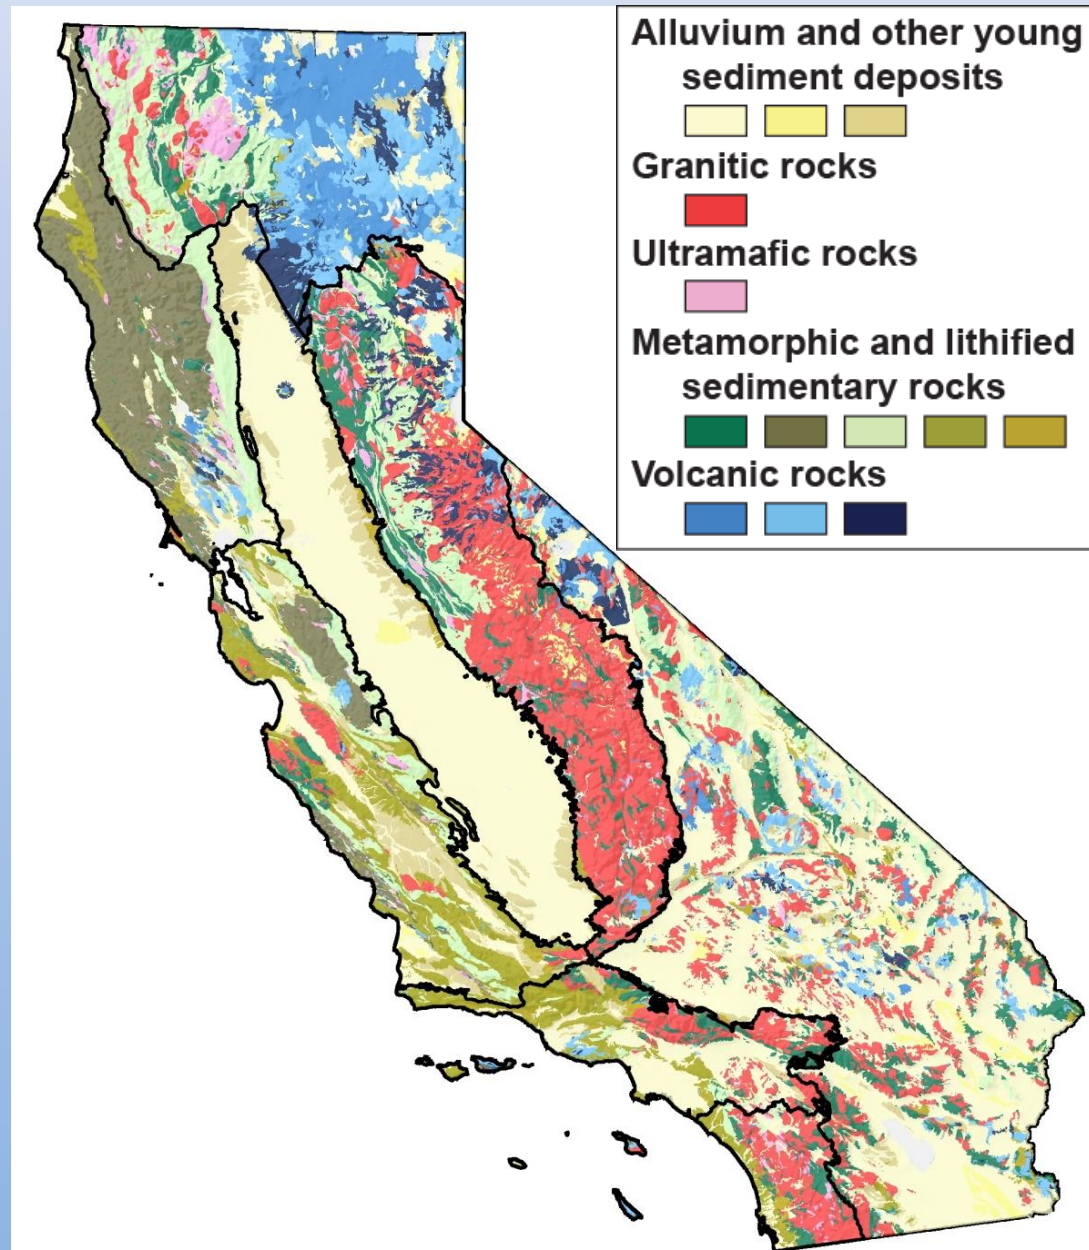 Alluvium and other young
sediment deposits
Granitic rocks
Ultramafic rocks
Metamorphic and lithified
sedimentary rocks
Volcanic rocks